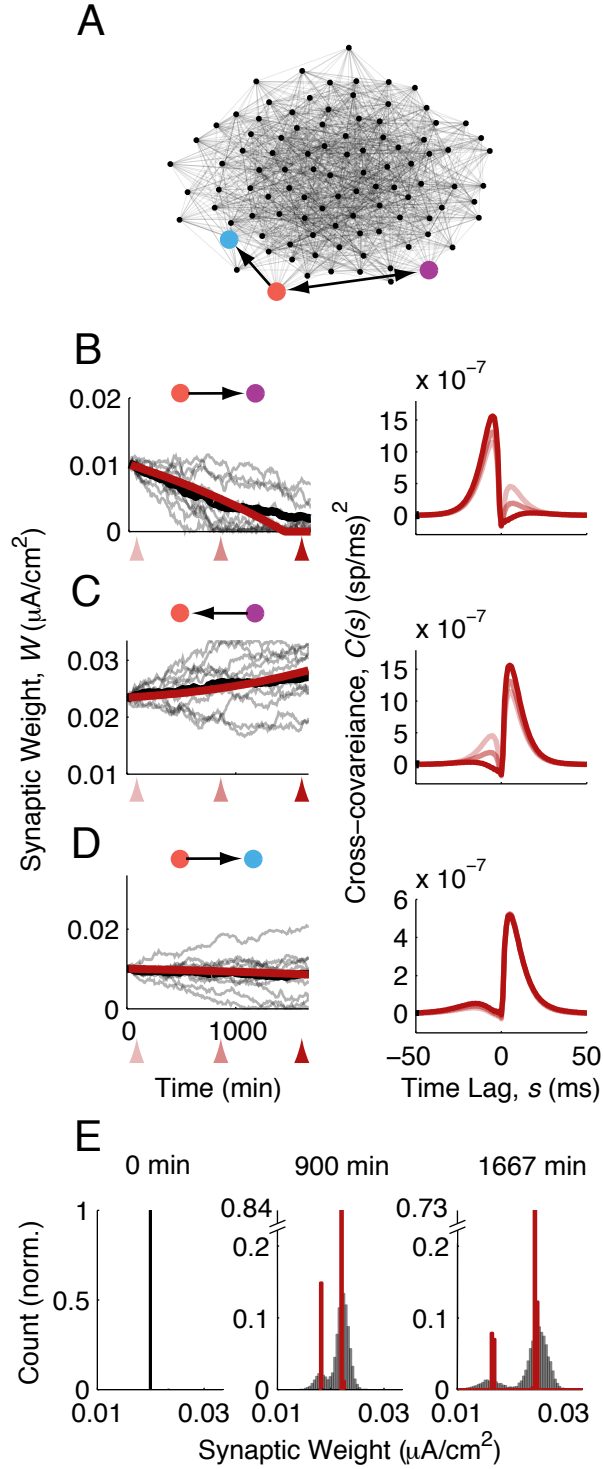 A
B
x 10⁻⁷
0.02
0.01
0
15
10
5
0
C
x 10⁻⁷
0.03
0.02
0.01
15
10
5
0
D
x 10⁻⁷
0.02
0.01
0
6
4
2
0
0 1000
−50 0 50
Time (min)
Time Lag, s (ms)
Synaptic Weight, W (μA/cm²)
Cross−covareiance, C(s) (sp/ms)²
E
0 min 900 min 1667 min
1 0.84 0.73
0.5
0
0.2
0.1
0
0.2
0.1
0
0.01 0.03 0.01 0.03 0.01 0.03
Count (norm.)
Synaptic Weight (μA/cm²)